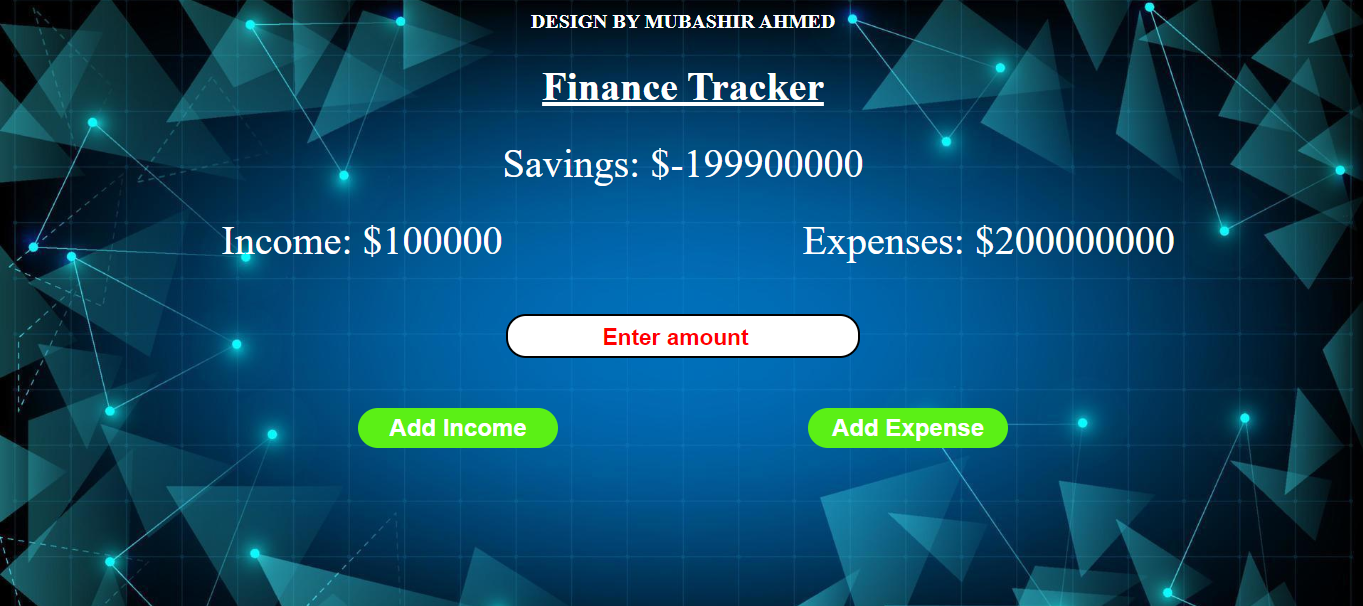 DESIGN BY MUBASHIR AHMED
Finance Tracker
Savings: $-199900000
Income: $100000
Expenses: $200000000
Enter amount
Add Income
Add Expense